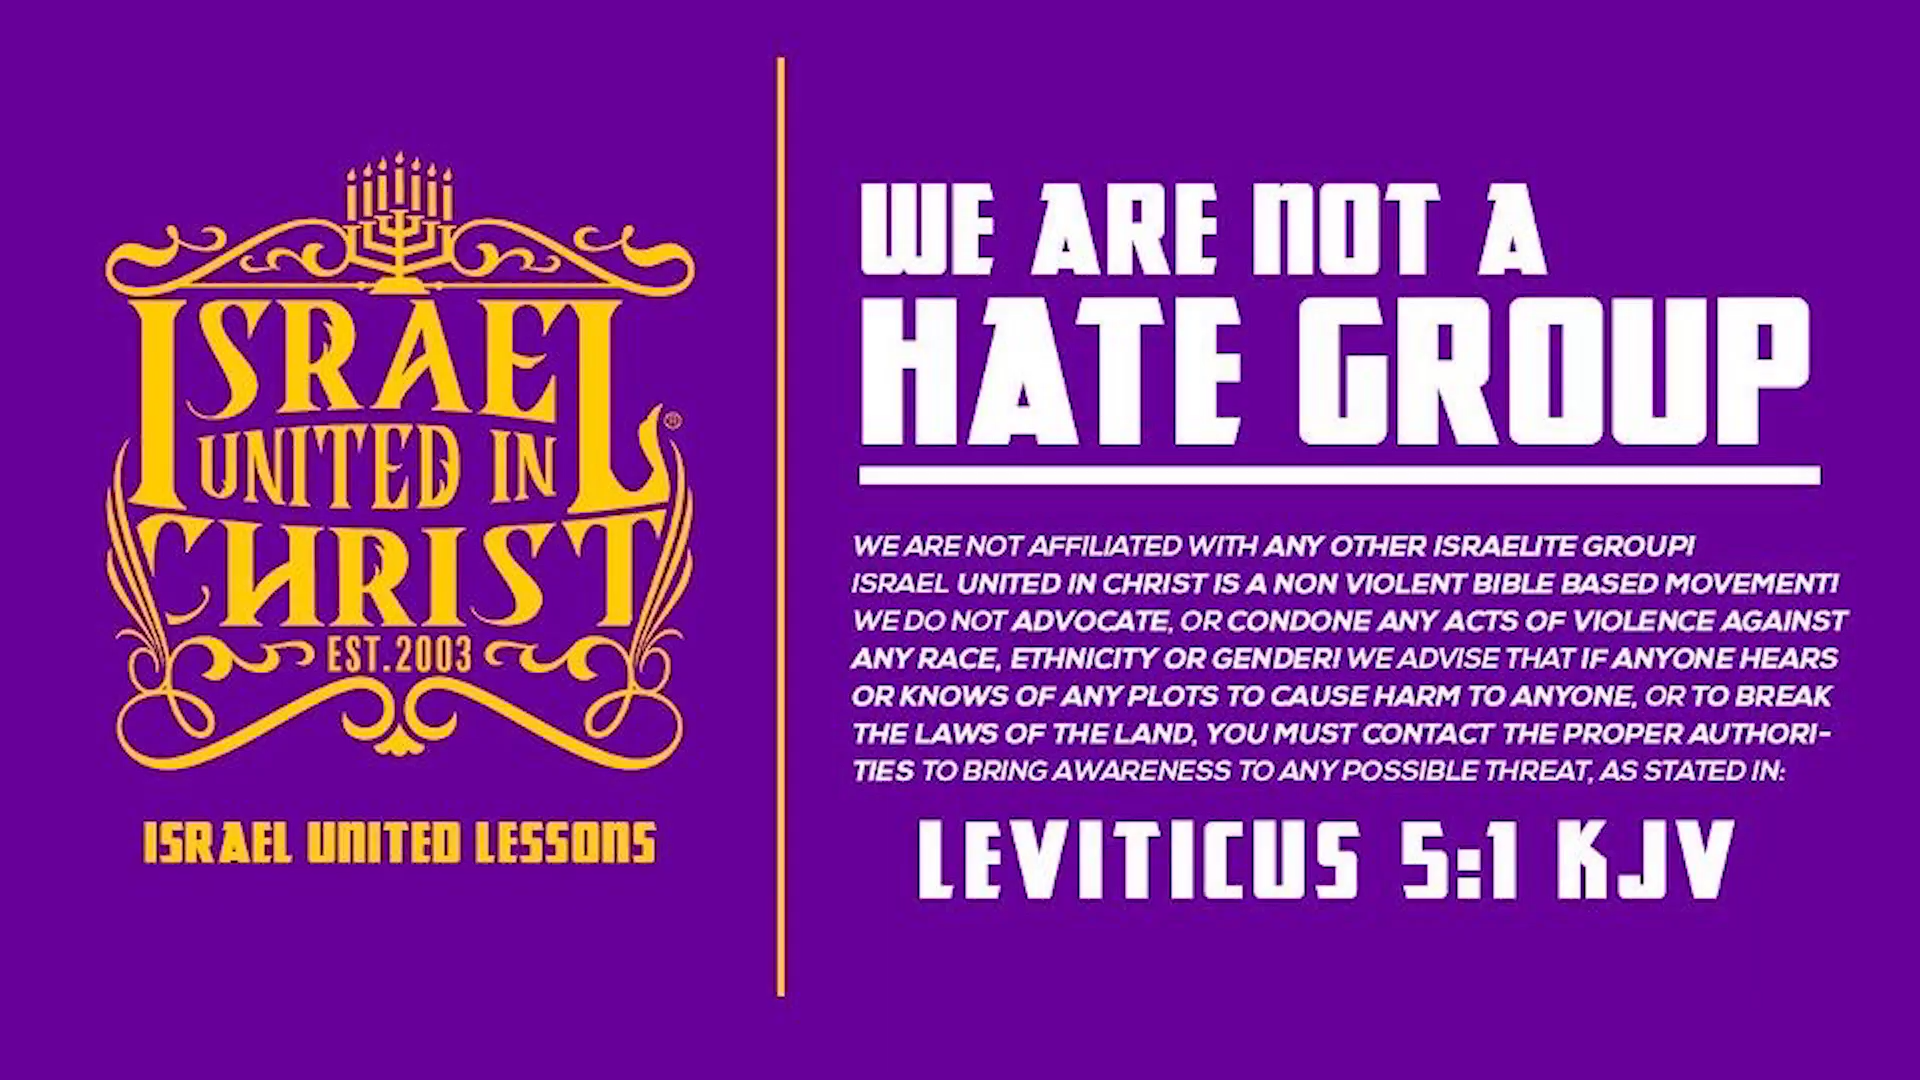 ISRAEL
UNITED IN
CHRIST
®
EST. 2003
ISRAEL UNITED LESSONS
WE ARE NOT A
HATE GROUP
WE ARE NOT AFFILIATED WITH ANY OTHER ISRAELITE GROUP!
ISRAEL UNITED IN CHRIST IS A NON VIOLENT BIBLE BASED MOVEMENT!
WE DO NOT ADVOCATE, OR CONDONE ANY ACTS OF VIOLENCE AGAINST
ANY RACE, ETHNICITY OR GENDER! WE ADVISE THAT IF ANYONE HEARS
OR KNOWS OF ANY PLOTS TO CAUSE HARM TO ANYONE, OR TO BREAK
THE LAWS OF THE LAND, YOU MUST CONTACT THE PROPER AUTHORI-
TIES TO BRING AWARENESS TO ANY POSSIBLE THREAT, AS STATED IN:
LEVITICUS 5:1 KJV